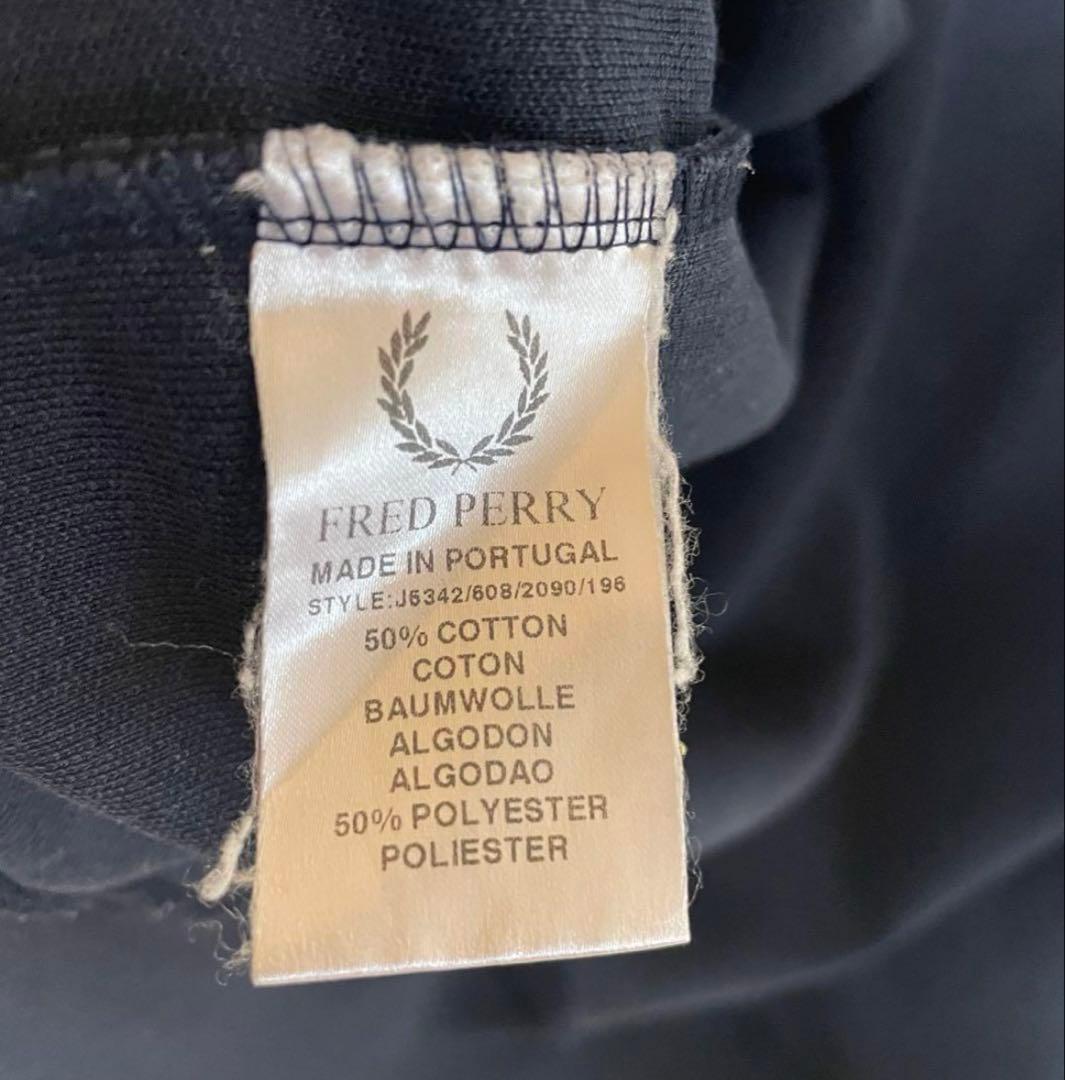 FRED PERRY
MADE IN PORTUGAL
STYLE:J6342/608/2090/196
50% COTTON
COTON
BAUMWOLLE
ALGODON
ALGODAO
50% POLYESTER
POLIESTER